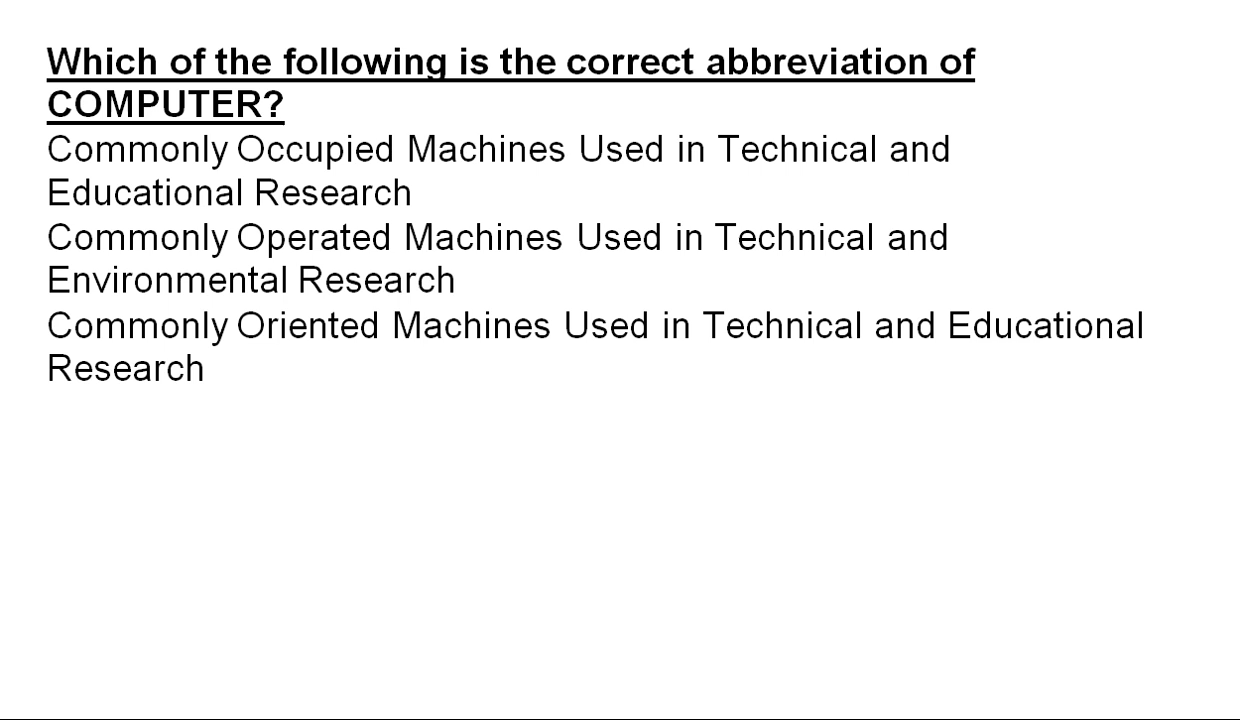 Which of the following is the correct abbreviation of
COMPUTER?
Commonly Occupied Machines Used in Technical and
Educational Research
Commonly Operated Machines Used in Technical and
Environmental Research
Commonly Oriented Machines Used in Technical and Educational
Research